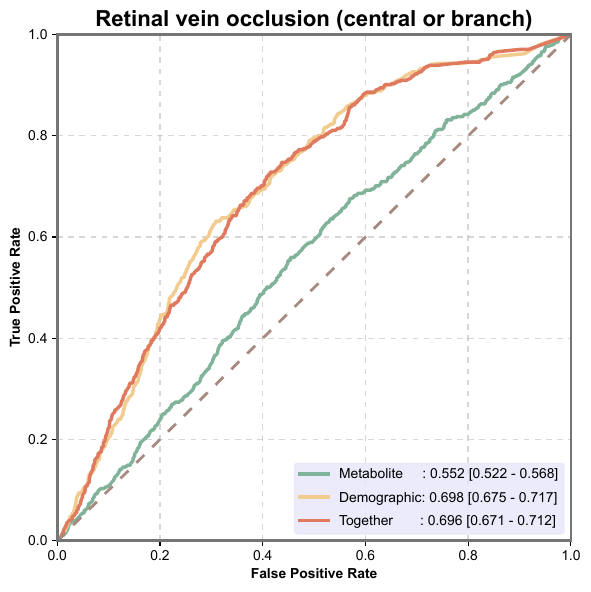 Retinal vein occlusion (central or branch)
1.0
0.8
0.6
0.4
0.2
0.0
True Positive Rate
Metabolite : 0.552 [0.522 - 0.568]
Demographic: 0.698 [0.675 - 0.717]
Together : 0.696 [0.671 - 0.712]
0.0 0.2 0.4 0.6 0.8 1.0
False Positive Rate